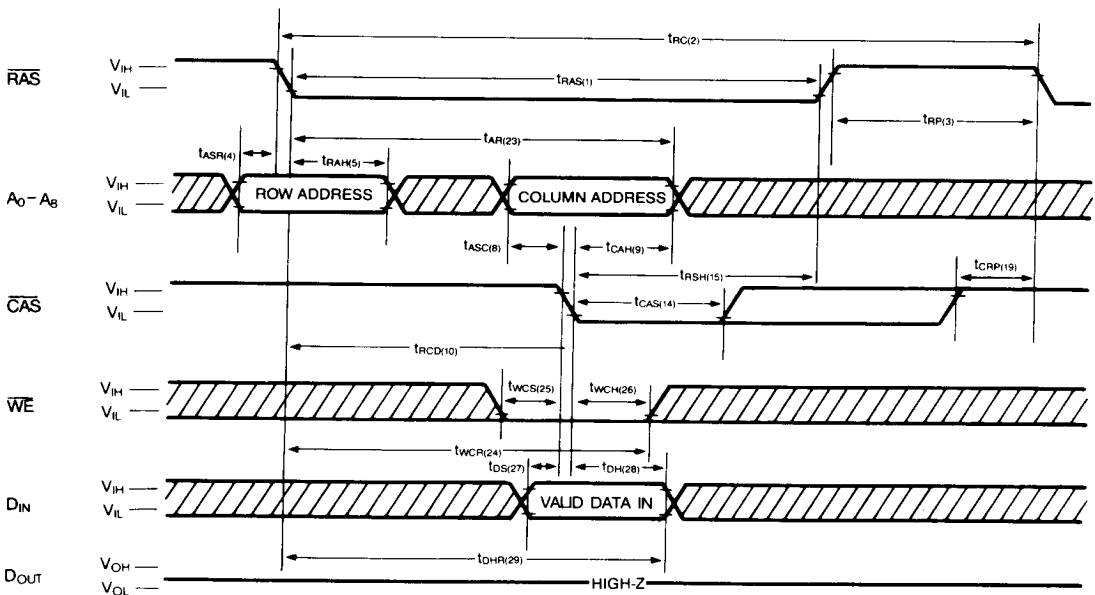 tRC(2)
RAS
VIH
VIL
tRAS(1)
tRP(3)
tAR(23)
tASR(4)
tRAH(5)
A0 – A8
VIH
VIL
ROW ADDRESS
COLUMN ADDRESS
tASC(8)
tCAH(9)
tRSH(15)
tCRP(19)
CAS
VIH
VIL
tCAS(14)
tRCD(10)
WE
VIH
VIL
tWCS(25)
tWCH(26)
tWCR(24)
tDS(27)
tDH(28)
DIN
VIH
VIL
VALID DATA IN
tDHR(29)
DOUT
VOH
VOL
HIGH-Z